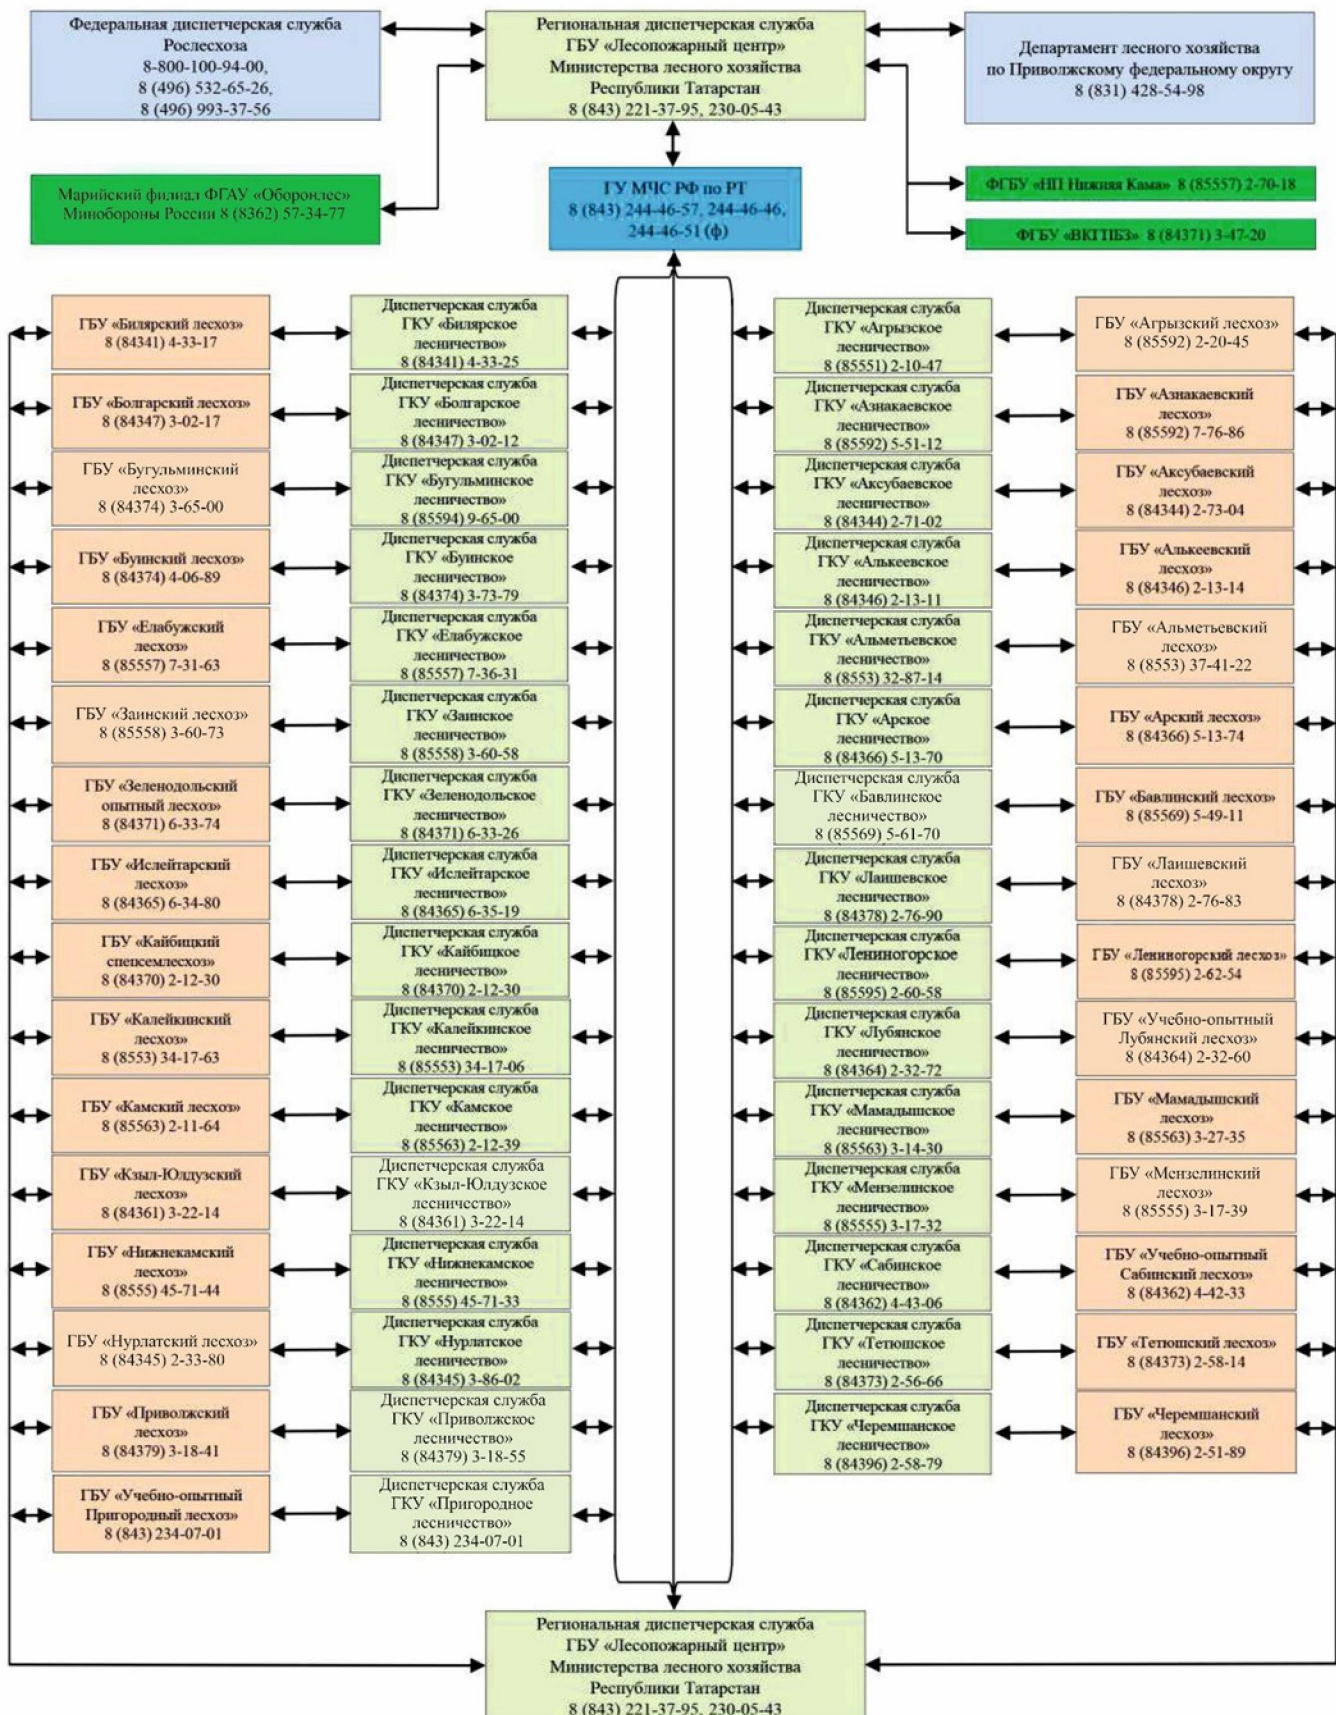 Федеральная диспетчерская служба
Рослесхоза
8-800-100-94-00,
8 (496) 532-65-26,
8 (496) 993-37-56
Региональная диспетчерская служба
ГБУ «Лесопожарный центр»
Министерства лесного хозяйства
Республики Татарстан
8 (843) 221-37-95, 230-05-43
Департамент лесного хозяйства
по Приволжскому федеральному округу
8 (831) 428-54-98
Марийский филиал ФГАУ «Оборонлес»
Минобороны России 8 (8362) 57-34-77
ГУ МЧС РФ по РТ
8 (843) 244-46-57, 244-46-46,
244-46-51 (ф)
ФГБУ «НП Нижняя Кама» 8 (85557) 2-70-18
ФГБУ «ВКГПБЗ» 8 (84371) 3-47-20
ГБУ «Билярский лесхоз»
8 (84341) 4-33-17
Диспетчерская служба
ГКУ «Билярское
лесничество»
8 (84341) 4-33-25
Диспетчерская служба
ГКУ «Агрызское
лесничество»
8 (85551) 2-10-47
ГБУ «Агрызский лесхоз»
8 (85592) 2-20-45
ГБУ «Болгарский лесхоз»
8 (84347) 3-02-17
Диспетчерская служба
ГКУ «Болгарское
лесничество»
8 (84347) 3-02-12
Диспетчерская служба
ГКУ «Азнакаевское
лесничество»
8 (85592) 5-51-12
ГБУ «Азнакаевский
лесхоз»
8 (85592) 7-76-86
ГБУ «Бугульминский
лесхоз»
8 (84374) 3-65-00
Диспетчерская служба
ГКУ «Бугульминское
лесничество»
8 (85594) 9-65-00
Диспетчерская служба
ГКУ «Аксубаевское
лесничество»
8 (84344) 2-71-02
ГБУ «Аксубаевский
лесхоз»
8 (84344) 2-73-04
ГБУ «Буинский лесхоз»
8 (84374) 4-06-89
Диспетчерская служба
ГКУ «Буинское
лесничество»
8 (84374) 3-73-79
Диспетчерская служба
ГКУ «Алькеевское
лесничество»
8 (84346) 2-13-11
ГБУ «Алькеевский
лесхоз»
8 (84346) 2-13-14
ГБУ «Елабужский
лесхоз»
8 (85557) 7-31-63
Диспетчерская служба
ГКУ «Елабужское
лесничество»
8 (85557) 7-36-31
Диспетчерская служба
ГКУ «Альметьевское
лесничество»
8 (8553) 32-87-14
ГБУ «Альметьевский
лесхоз»
8 (8553) 37-41-22
ГБУ «Заинский лесхоз»
8 (85558) 3-60-73
Диспетчерская служба
ГКУ «Заинское
лесничество»
8 (85558) 3-60-58
Диспетчерская служба
ГКУ «Арское
лесничество»
8 (84366) 5-13-70
ГБУ «Арский лесхоз»
8 (84366) 5-13-74
ГБУ «Зеленодольский
опытный лесхоз»
8 (84371) 6-33-74
Диспетчерская служба
ГКУ «Зеленодольское
лесничество»
8 (84371) 6-33-26
Диспетчерская служба
ГКУ «Бавлинское
лесничество»
8 (85569) 5-61-70
ГБУ «Бавлинский лесхоз»
8 (85569) 5-49-11
ГБУ «Ислейтарский
лесхоз»
8 (84365) 6-34-80
Диспетчерская служба
ГКУ «Ислейтарское
лесничество»
8 (84365) 6-35-19
Диспетчерская служба
ГКУ «Лаишевское
лесничество»
8 (84378) 2-76-90
ГБУ «Лаишевский
лесхоз»
8 (84378) 2-76-83
ГБУ «Кайбицкий
спецсемлесхоз»
8 (84370) 2-12-30
Диспетчерская служба
ГКУ «Кайбицкое
лесничество»
8 (84370) 2-12-30
Диспетчерская служба
ГКУ «Лениногорское
лесничество»
8 (85595) 2-60-58
ГБУ «Лениногорский лесхоз»
8 (85595) 2-62-54
ГБУ «Калейкинский
лесхоз»
8 (8553) 34-17-63
Диспетчерская служба
ГКУ «Калейкинское
лесничество»
8 (85553) 34-17-06
Диспетчерская служба
ГКУ «Лубянское
лесничество»
8 (84364) 2-32-72
ГБУ «Учебно-опытный
Лубянский лесхоз»
8 (84364) 2-32-60
ГБУ «Камский лесхоз»
8 (85563) 2-11-64
Диспетчерская служба
ГКУ «Камское
лесничество»
8 (85563) 2-12-39
Диспетчерская служба
ГКУ «Мамадышское
лесничество»
8 (85563) 3-14-30
ГБУ «Мамадышский
лесхоз»
8 (85563) 3-27-35
ГБУ «Кзыл-Юлдузский
лесхоз»
8 (84361) 3-22-14
Диспетчерская служба
ГКУ «Кзыл-Юлдузское
лесничество»
8 (84361) 3-22-14
Диспетчерская служба
ГКУ «Мензелинское
лесничество»
8 (85555) 3-17-32
ГБУ «Мензелинский
лесхоз»
8 (85555) 3-17-39
ГБУ «Нижнекамский
лесхоз»
8 (8555) 45-71-44
Диспетчерская служба
ГКУ «Нижнекамское
лесничество»
8 (8555) 45-71-33
Диспетчерская служба
ГКУ «Сабинское
лесничество»
8 (84362) 4-43-06
ГБУ «Учебно-опытный
Сабинский лесхоз»
8 (84362) 4-42-33
ГБУ «Нурлатский лесхоз»
8 (84345) 2-33-80
Диспетчерская служба
ГКУ «Нурлатское
лесничество»
8 (84345) 3-86-02
Диспетчерская служба
ГКУ «Тетюшское
лесничество»
8 (84373) 2-56-66
ГБУ «Тетюшский лесхоз»
8 (84373) 2-58-14
ГБУ «Приволжский
лесхоз»
8 (84379) 3-18-41
Диспетчерская служба
ГКУ «Приволжское
лесничество»
8 (84379) 3-18-55
Диспетчерская служба
ГКУ «Черемшанское
лесничество»
8 (84396) 2-58-79
ГБУ «Черемшанский
лесхоз»
8 (84396) 2-51-89
ГБУ «Учебно-опытный
Пригородный лесхоз»
8 (843) 234-07-01
Диспетчерская служба
ГКУ «Пригородное
лесничество»
8 (843) 234-07-01
Региональная диспетчерская служба
ГБУ «Лесопожарный центр»
Министерства лесного хозяйства
Республики Татарстан
8 (843) 221-37-95, 230-05-43